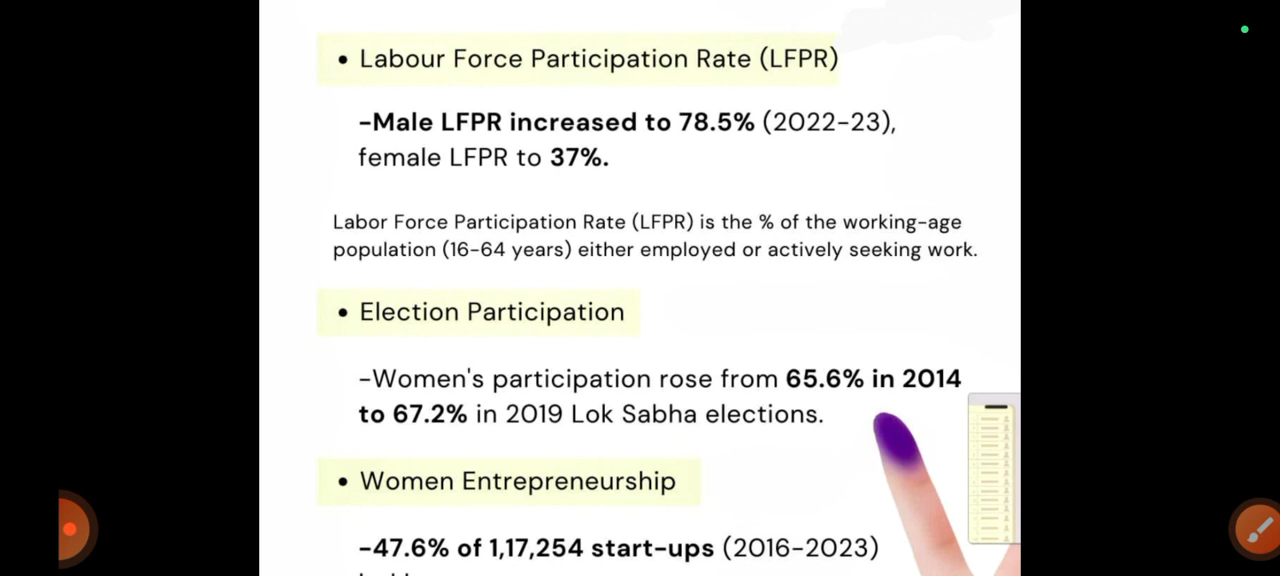 • Labour Force Participation Rate (LFPR)
-Male LFPR increased to 78.5% (2022-23),
female LFPR to 37%.
Labor Force Participation Rate (LFPR) is the % of the working-age
population (16-64 years) either employed or actively seeking work.
• Election Participation
-Women's participation rose from 65.6% in 2014
to 67.2% in 2019 Lok Sabha elections.
• Women Entrepreneurship
-47.6% of 1,17,254 start-ups (2016-2023)